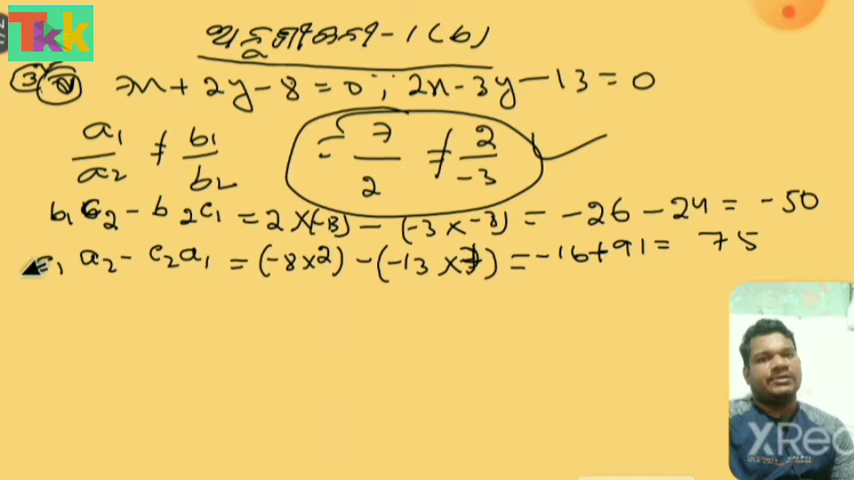 Tkk
ଅନୁଶୀଳନୀ-1(b)
③ ⓘⓥ 7x + 2y - 8 = 0 ; 2x - 3y - 13 = 0
a₁/a₂ ≠ b₁/b₂ = 7/2 ≠ 2/-3
b₁c₂ - b₂c₁ = 2×(-13) - (-3 × -8) = -26 - 24 = -50
c₁a₂ - c₂a₁ = (-8×2) - (-13×7) = -16+91 = 75
XRec